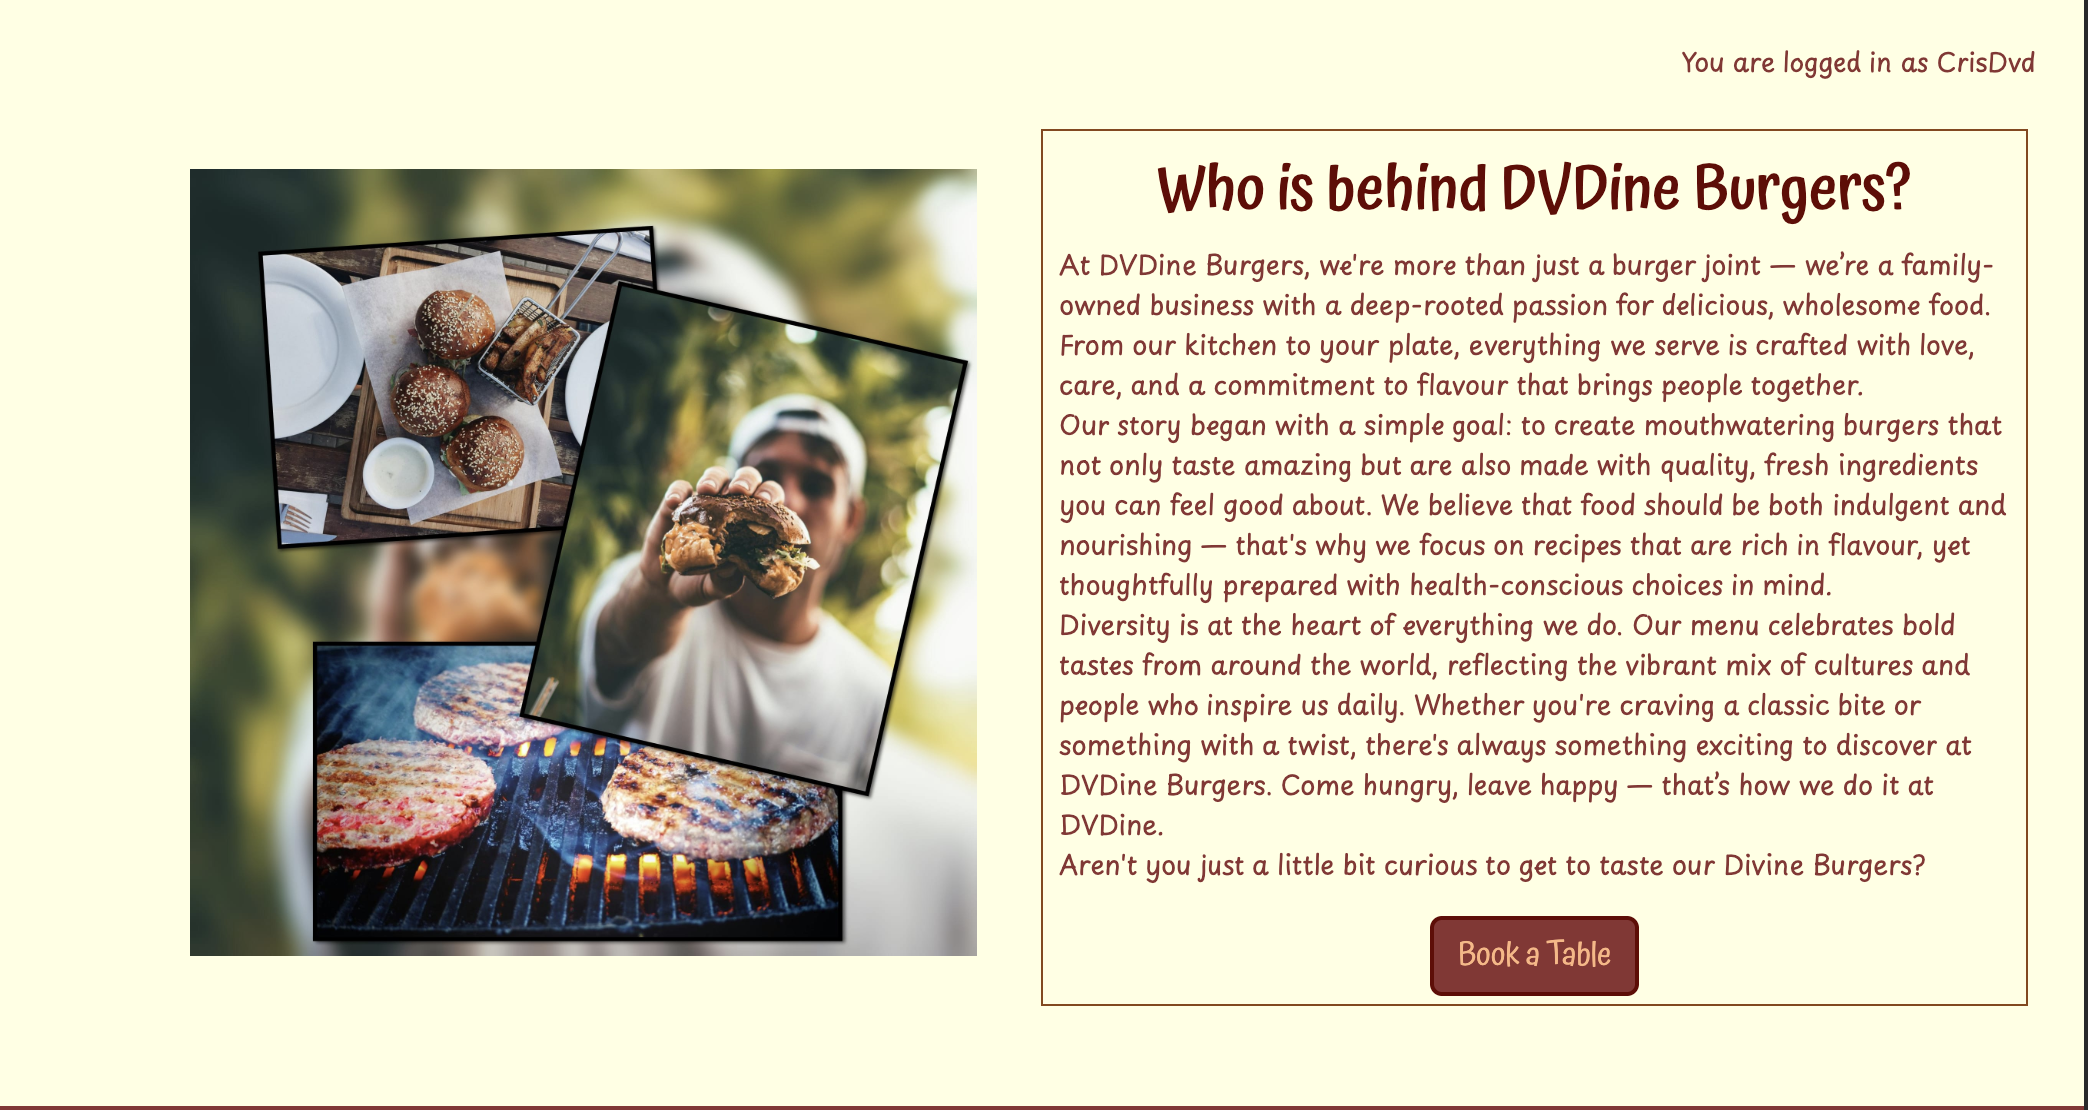 You are logged in as CrisDvd
Who is behind DVDine Burgers?
At DVDine Burgers, we're more than just a burger joint — we’re a family-
owned business with a deep-rooted passion for delicious, wholesome food.
From our kitchen to your plate, everything we serve is crafted with love,
care, and a commitment to flavour that brings people together.
Our story began with a simple goal: to create mouthwatering burgers that
not only taste amazing but are also made with quality, fresh ingredients
you can feel good about. We believe that food should be both indulgent and
nourishing — that's why we focus on recipes that are rich in flavour, yet
thoughtfully prepared with health-conscious choices in mind.
Diversity is at the heart of everything we do. Our menu celebrates bold
tastes from around the world, reflecting the vibrant mix of cultures and
people who inspire us daily. Whether you're craving a classic bite or
something with a twist, there's always something exciting to discover at
DVDine Burgers. Come hungry, leave happy — that’s how we do it at
DVDine.
Aren't you just a little bit curious to get to taste our Divine Burgers?
Book a Table